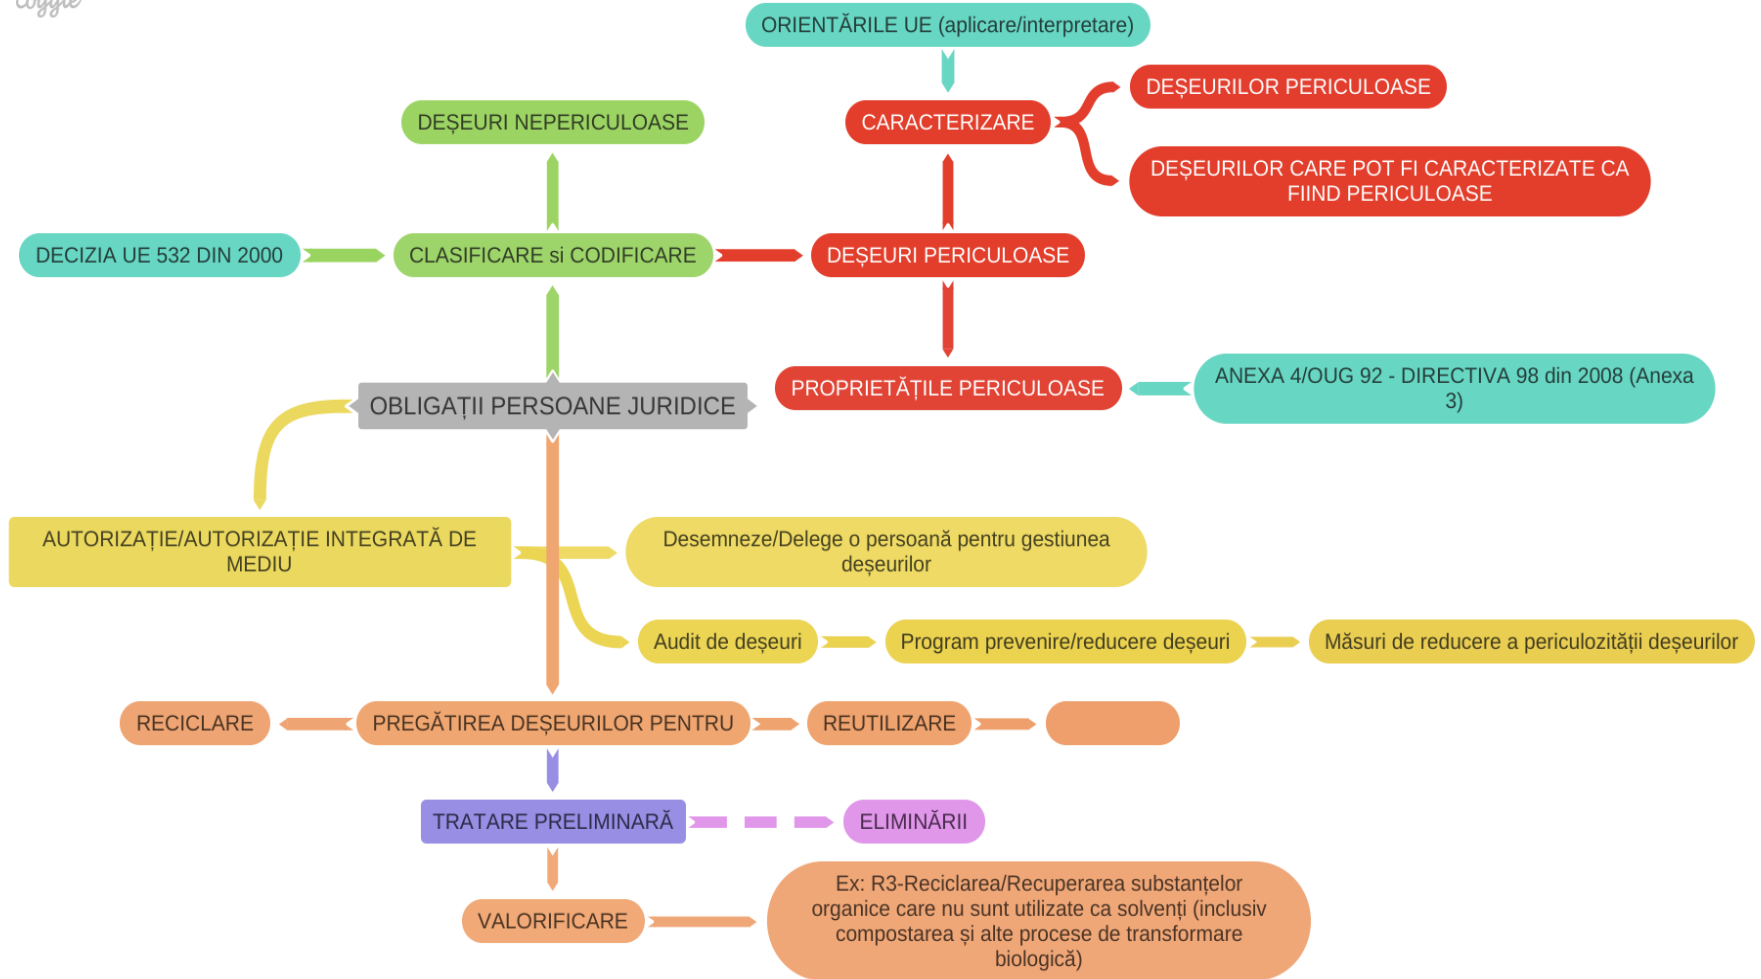 coggle
ORIENTĂRILE UE (aplicare/interpretare)
DEȘEURILOR PERICULOASE
DEȘEURI NEPERICULOASE
CARACTERIZARE
DEȘEURILOR CARE POT FI CARACTERIZATE CA
FIIND PERICULOASE
DECIZIA UE 532 DIN 2000
CLASIFICARE si CODIFICARE
DEȘEURI PERICULOASE
PROPRIETĂȚILE PERICULOASE
ANEXA 4/OUG 92 - DIRECTIVA 98 din 2008 (Anexa
3)
OBLIGAȚII PERSOANE JURIDICE
AUTORIZAȚIE/AUTORIZAȚIE INTEGRATĂ DE
MEDIU
Desemneze/Delege o persoană pentru gestiunea
deșeurilor
Audit de deșeuri
Program prevenire/reducere deșeuri
Măsuri de reducere a periculozității deșeurilor
RECICLARE
PREGĂTIREA DEȘEURILOR PENTRU
REUTILIZARE
TRATARE PRELIMINARĂ
ELIMINĂRII
VALORIFICARE
Ex: R3-Reciclarea/Recuperarea substanțelor
organice care nu sunt utilizate ca solvenți (inclusiv
compostarea și alte procese de transformare
biologică)